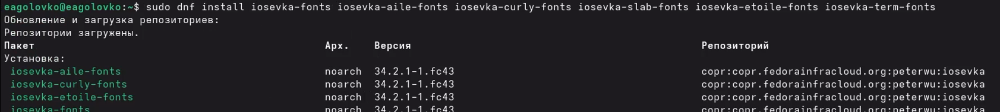 eagolovko@eagolovko:~$ sudo dnf install iosevka-fonts iosevka-aile-fonts iosevka-curly-fonts iosevka-slab-fonts iosevka-etoile-fonts iosevka-term-fonts
Обновление и загрузка репозиториев:
Репозитории загружены.
Пакет Арх. Версия Репозиторий
Установка:
iosevka-aile-fonts noarch 34.2.1-1.fc43 copr:copr.fedorainfracloud.org:peterwu:iosevka
iosevka-curly-fonts noarch 34.2.1-1.fc43 copr:copr.fedorainfracloud.org:peterwu:iosevka
iosevka-etoile-fonts noarch 34.2.1-1.fc43 copr:copr.fedorainfracloud.org:peterwu:iosevka
iosevka-fonts noarch 34.2.1-1.fc43 copr:copr.fedorainfracloud.org:peterwu:iosevka